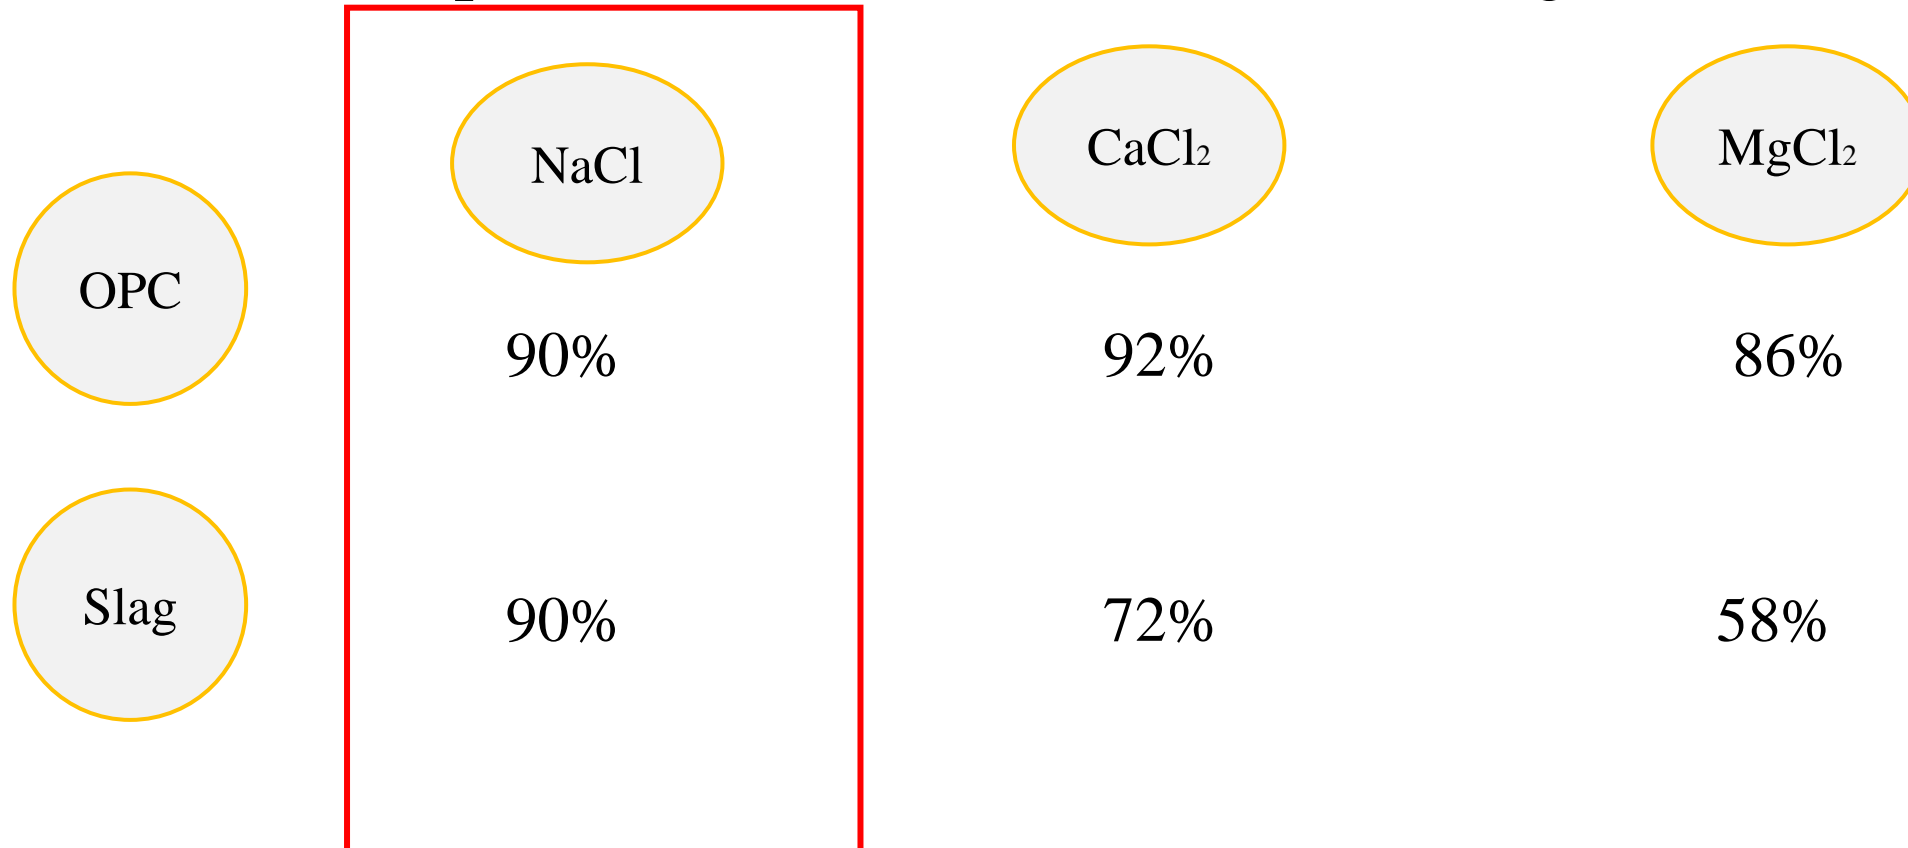 NaCl CaCl₂ MgCl₂
OPC
90% 92% 86%
Slag
90% 72% 58%